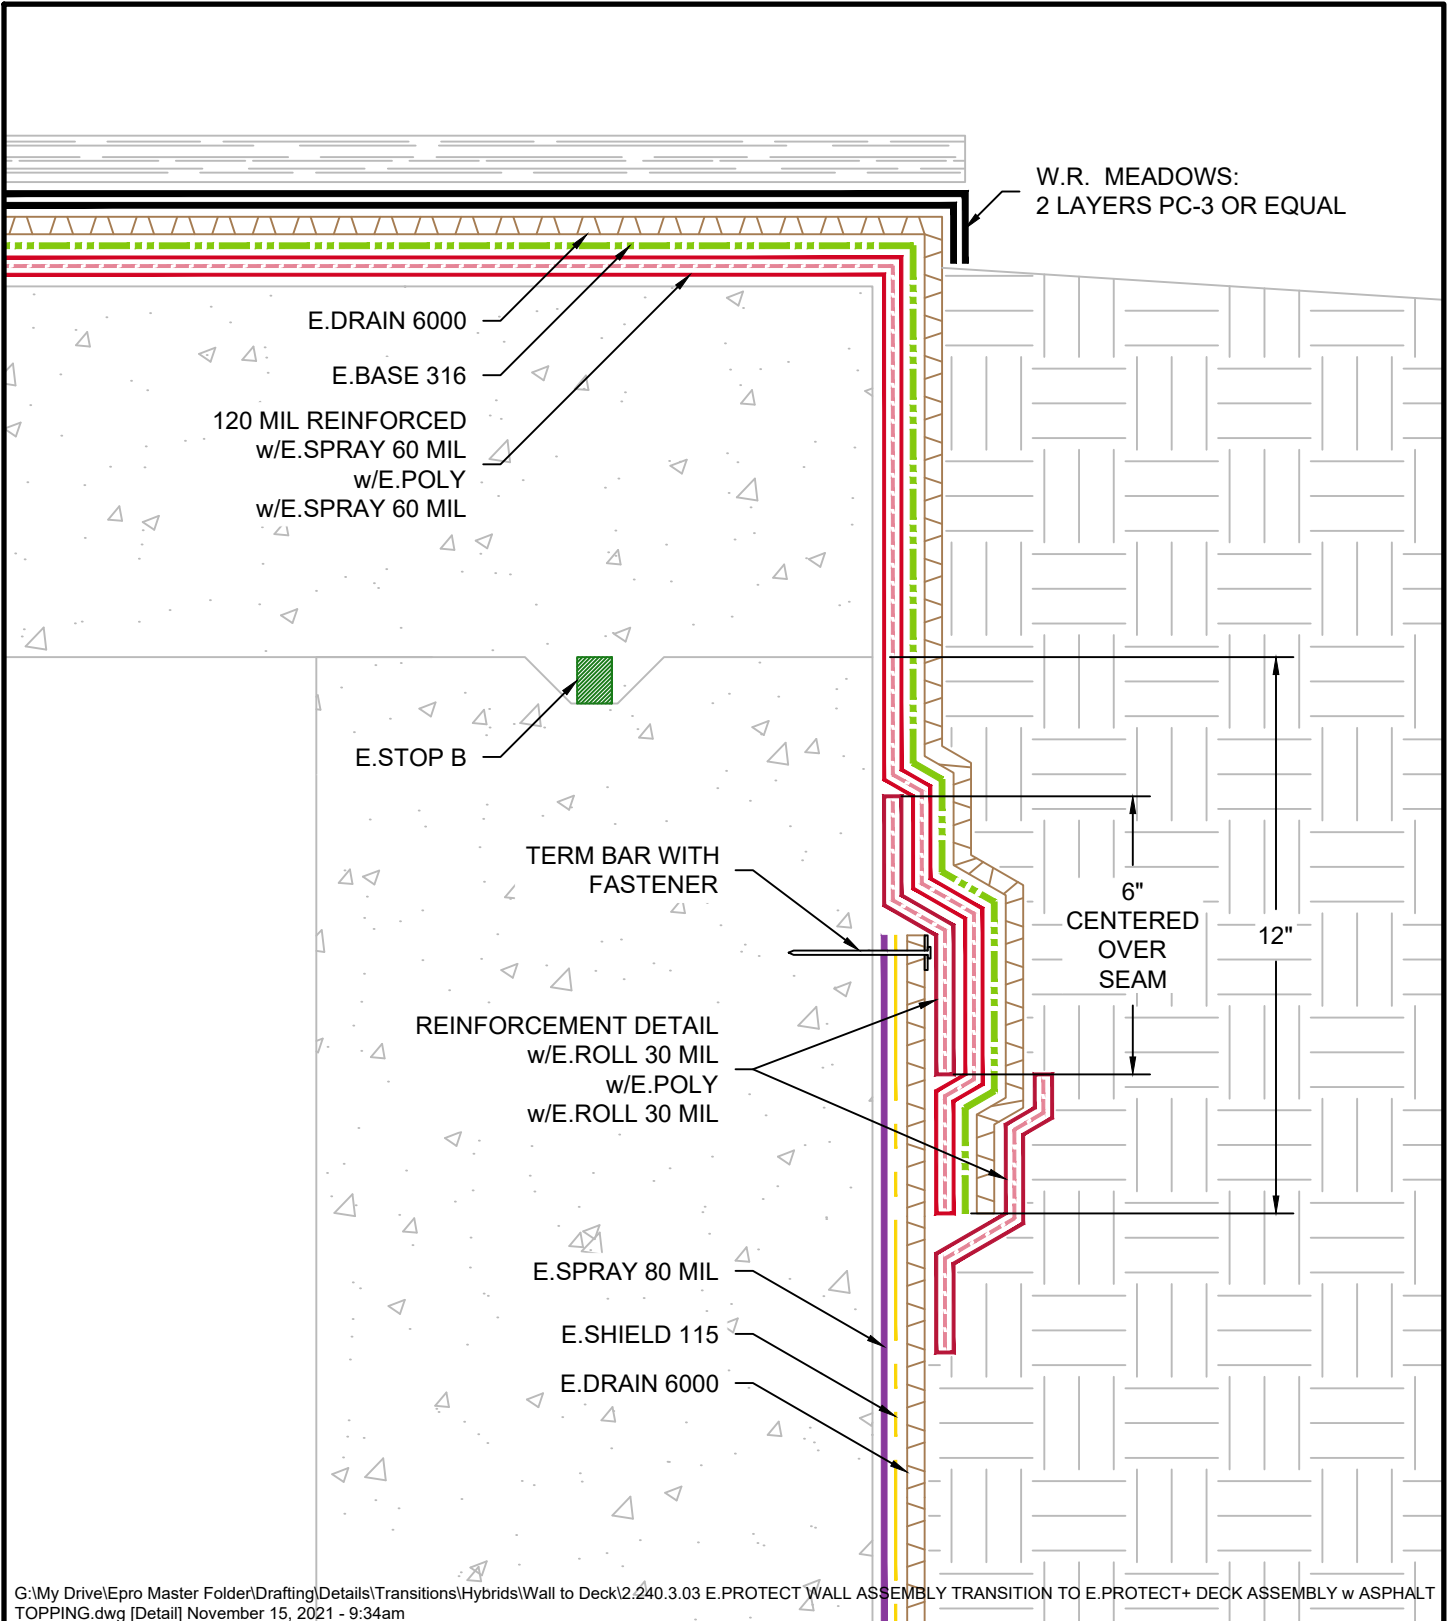 W.R. MEADOWS:
2 LAYERS PC-3 OR EQUAL
E.DRAIN 6000
E.BASE 316
120 MIL REINFORCED
w/E.SPRAY 60 MIL
w/E.POLY
w/E.SPRAY 60 MIL
E.STOP B
TERM BAR WITH
FASTENER
6"
CENTERED
OVER
SEAM
12"
REINFORCEMENT DETAIL
w/E.ROLL 30 MIL
w/E.POLY
w/E.ROLL 30 MIL
E.SPRAY 80 MIL
E.SHIELD 115
E.DRAIN 6000
G:\My Drive\Epro Master Folder\Drafting\Details\Transitions\Hybrids\Wall to Deck\2.240.3.03 E.PROTECT WALL ASSEMBLY TRANSITION TO E.PROTECT+ DECK ASSEMBLY w ASPHALT
TOPPING.dwg [Detail] November 15, 2021 - 9:34am